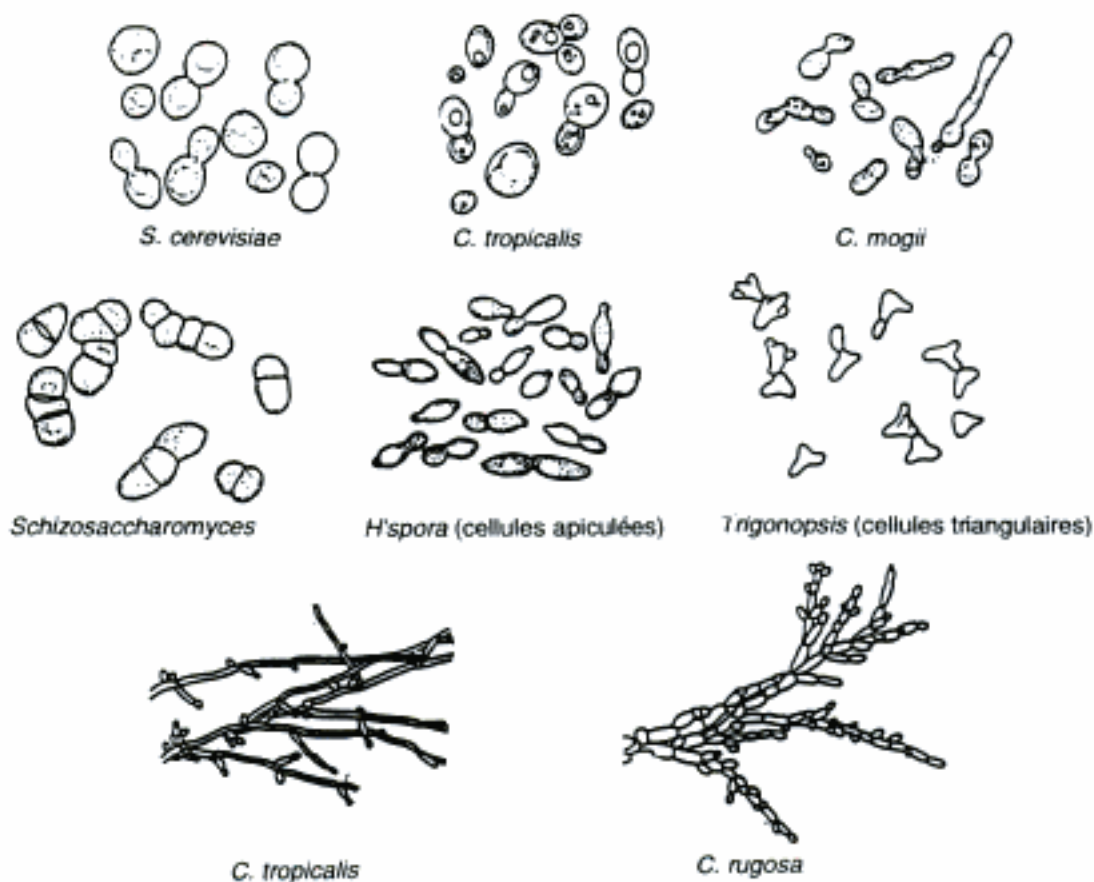 S. cerevisiae
C. tropicalis
C. mogii
Schizosaccharomyces
H'spora (cellules apiculées)
Trigonopsis (cellules triangulaires)
C. tropicalis
C. rugosa